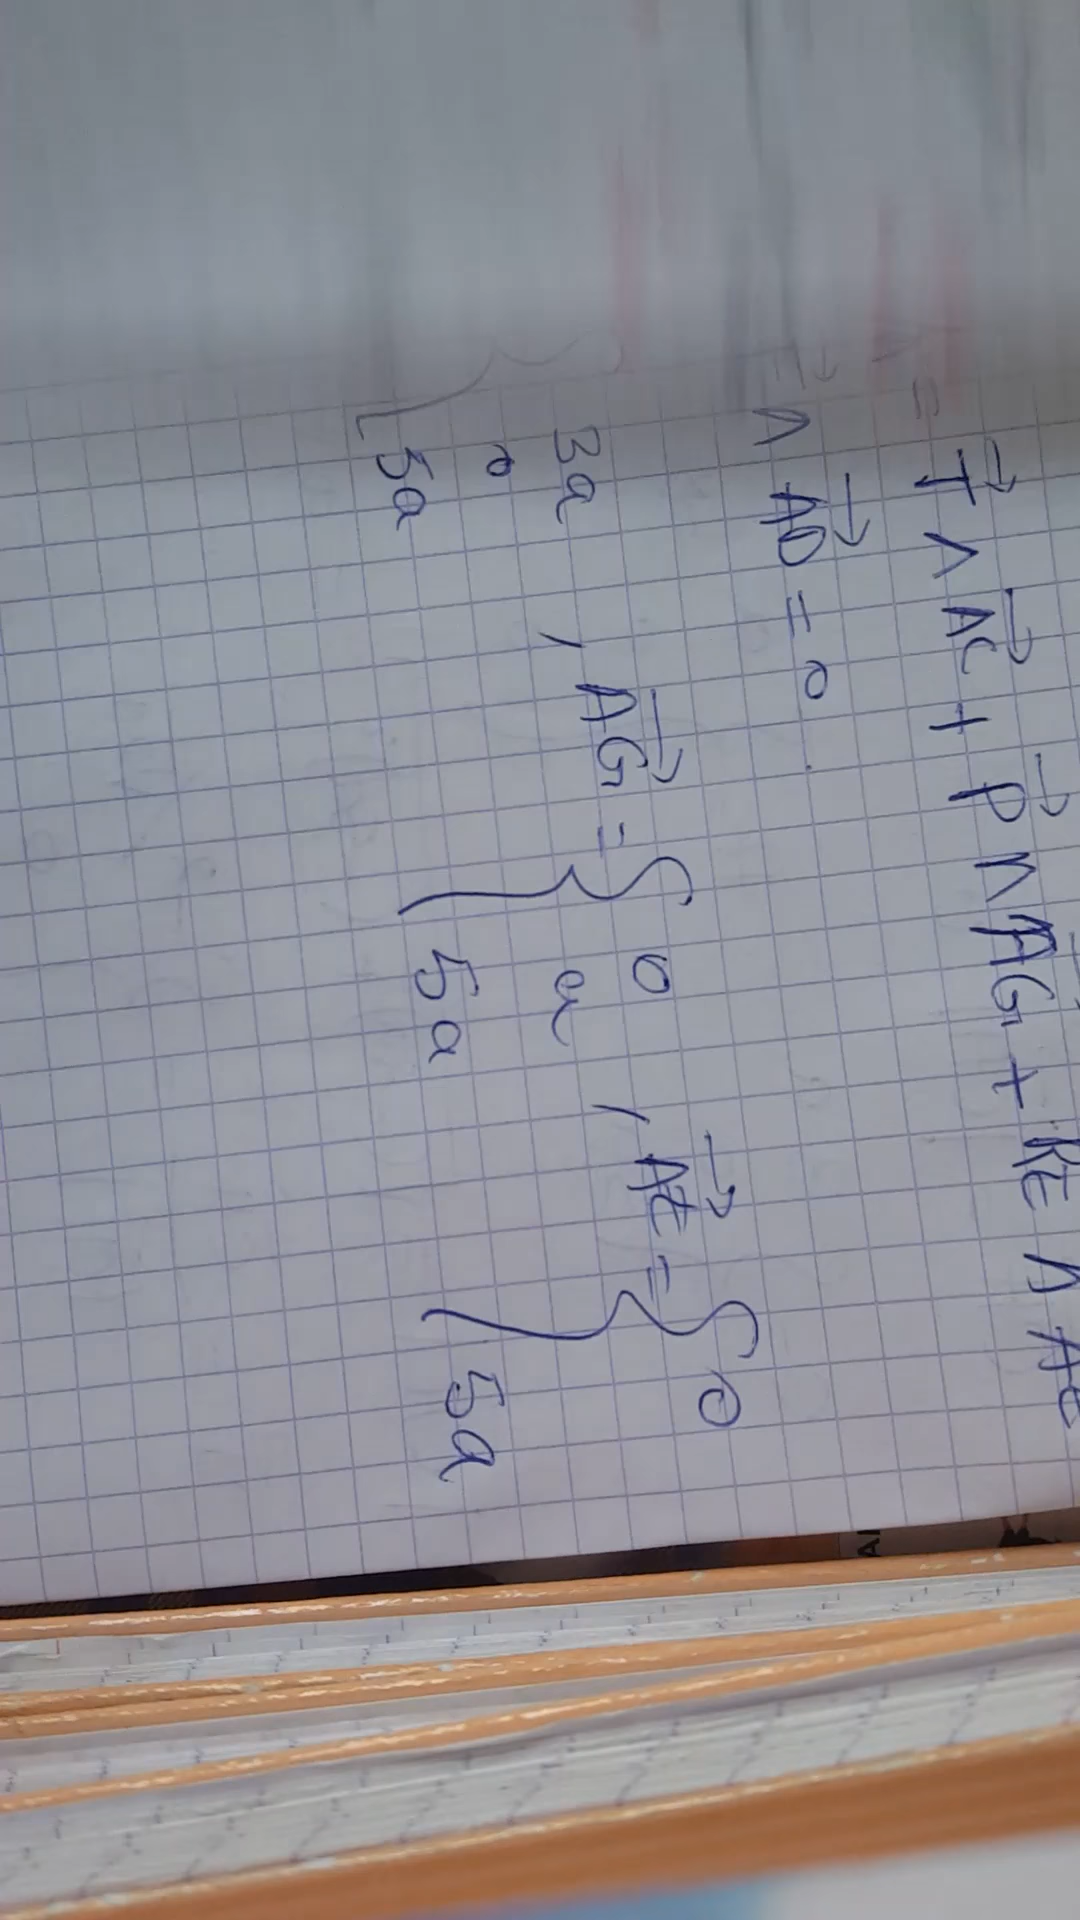 = T⃗ ∧ AC⃗ + P⃗ ∧ AG⃗ + RE ∧ AE
∧ AD⃗ = 0
3a , AG⃗ = { 0 , AE⃗ = { 0
0 a
5a 5a 5a